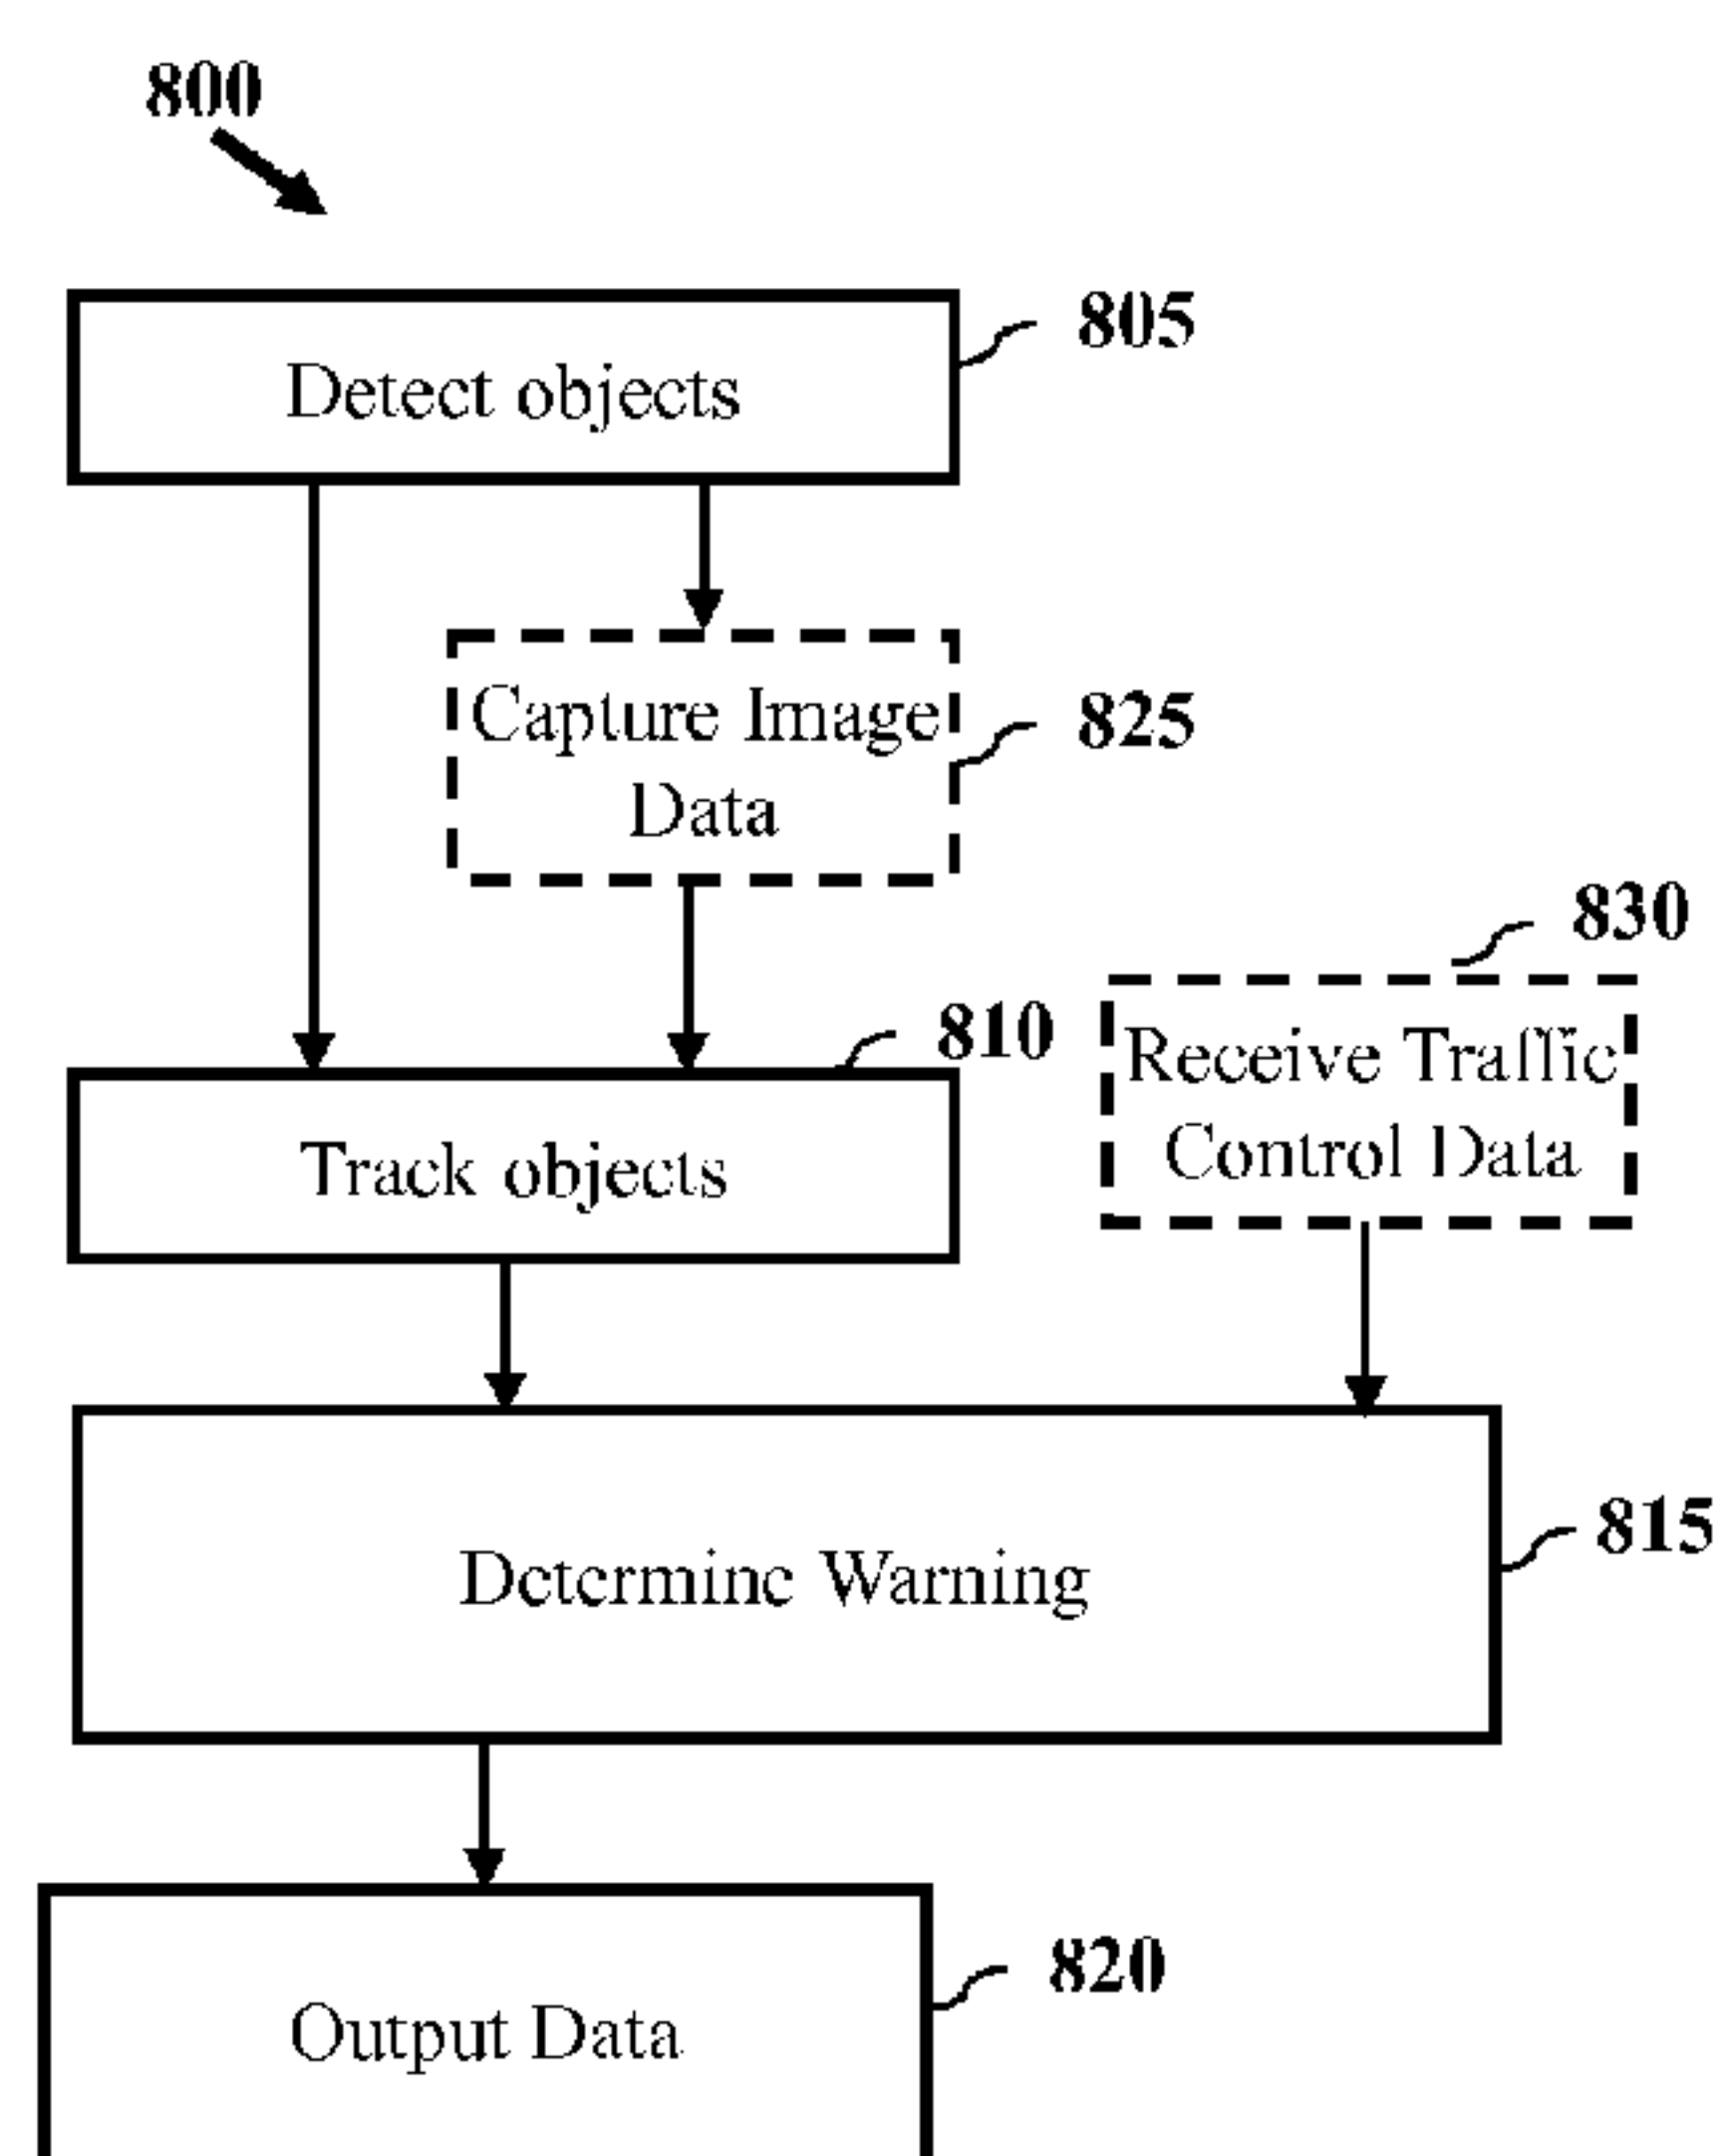 800
805
Detect objects
Capture Image
Data
825
830
810
Receive Traffic
Control Data
Track objects
815
Determine Warning
820
Output Data